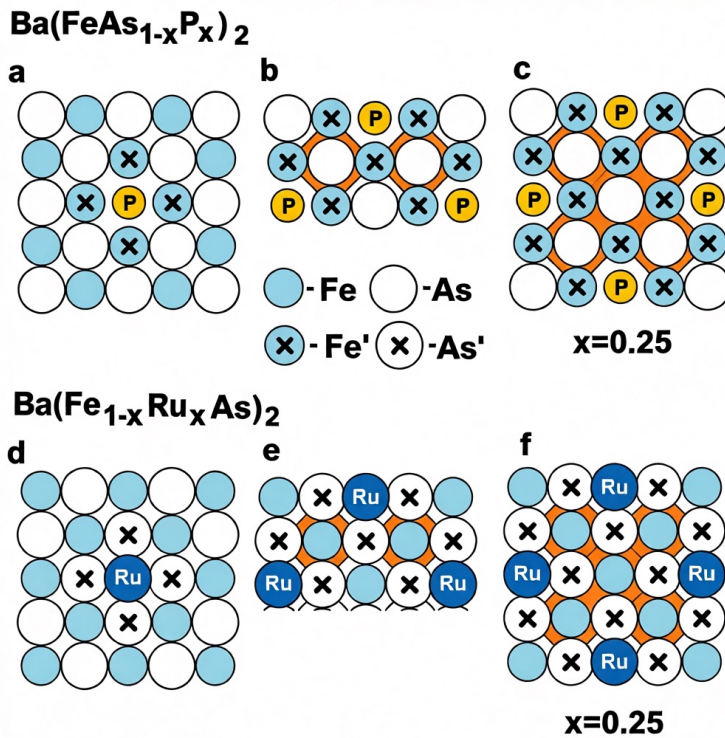 Ba(FeAs1-xPx)2
a
b
c
x
x P x
x
x P x
x x x
P x x P
x P x
x x x
P x x P
x x x
x P x
- Fe - As
x - Fe' x - As'
x=0.25
Ba(Fe1-xRuxAs)2
d
e
f
x
x Ru x
x
x Ru x
x x x
Ru x x Ru
x Ru x
x x x
Ru x x Ru
x x x
x Ru x
x=0.25